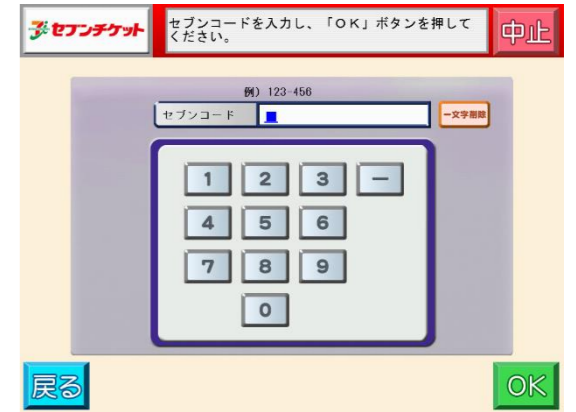 セブンチケット
セブンコードを入力し、「OK」ボタンを押して
ください。
中止
例) 123-456
セブンコード
一文字削除
1 2 3 ー
4 5 6
7 8 9
0
戻る
OK